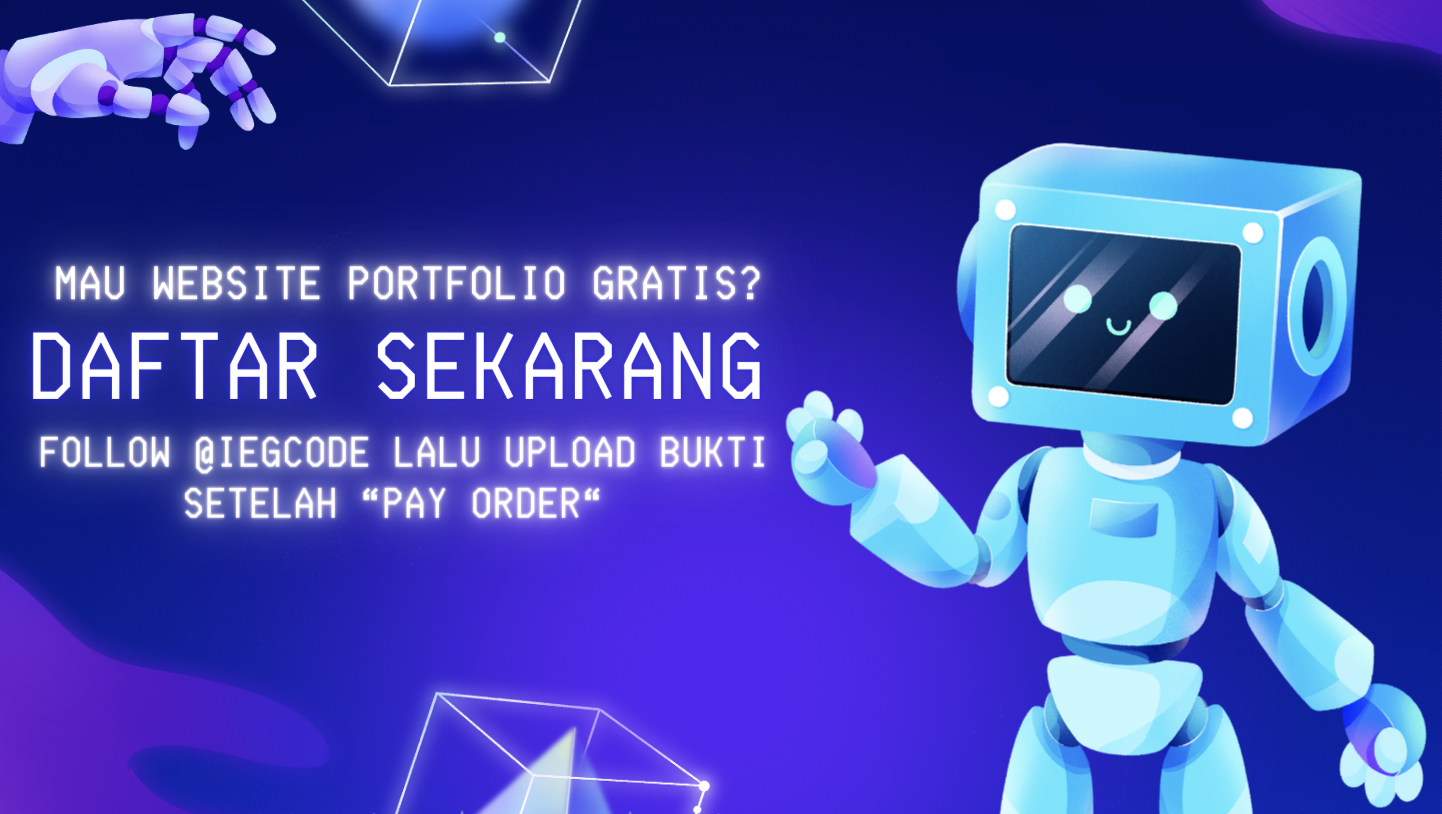 MAU WEBSITE PORTFOLIO GRATIS?
DAFTAR SEKARANG
FOLLOW @IEGCODE LALU UPLOAD BUKTI
SETELAH “PAY ORDER“